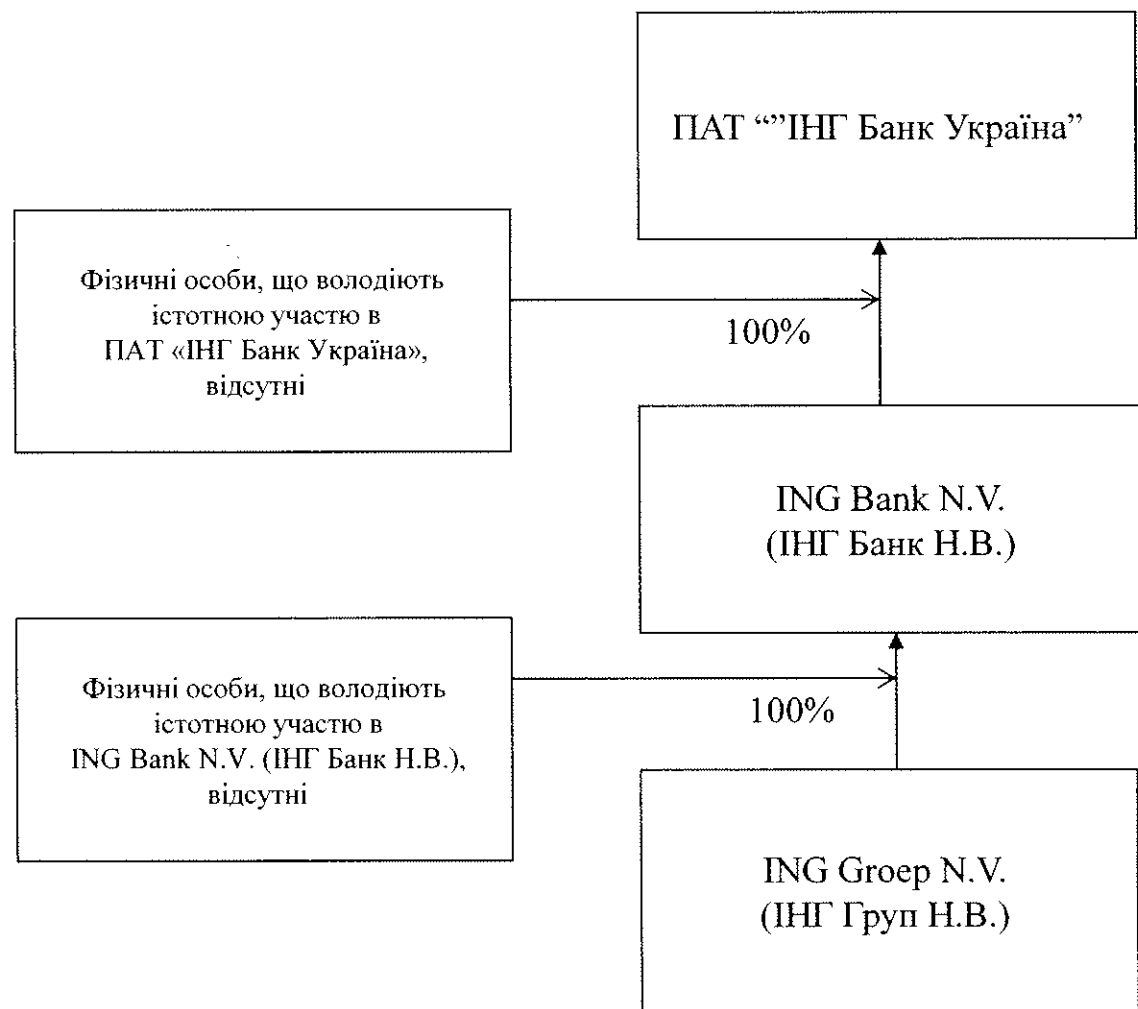 ПАТ “”ІНГ Банк Україна”
Фізичні особи, що володіють
істотною участю в
ПАТ «ІНГ Банк Україна»,
відсутні
100%
ING Bank N.V.
(ІНГ Банк Н.В.)
Фізичні особи, що володіють
істотною участю в
ING Bank N.V. (ІНГ Банк Н.В.),
відсутні
100%
ING Groep N.V.
(ІНГ Груп Н.В.)